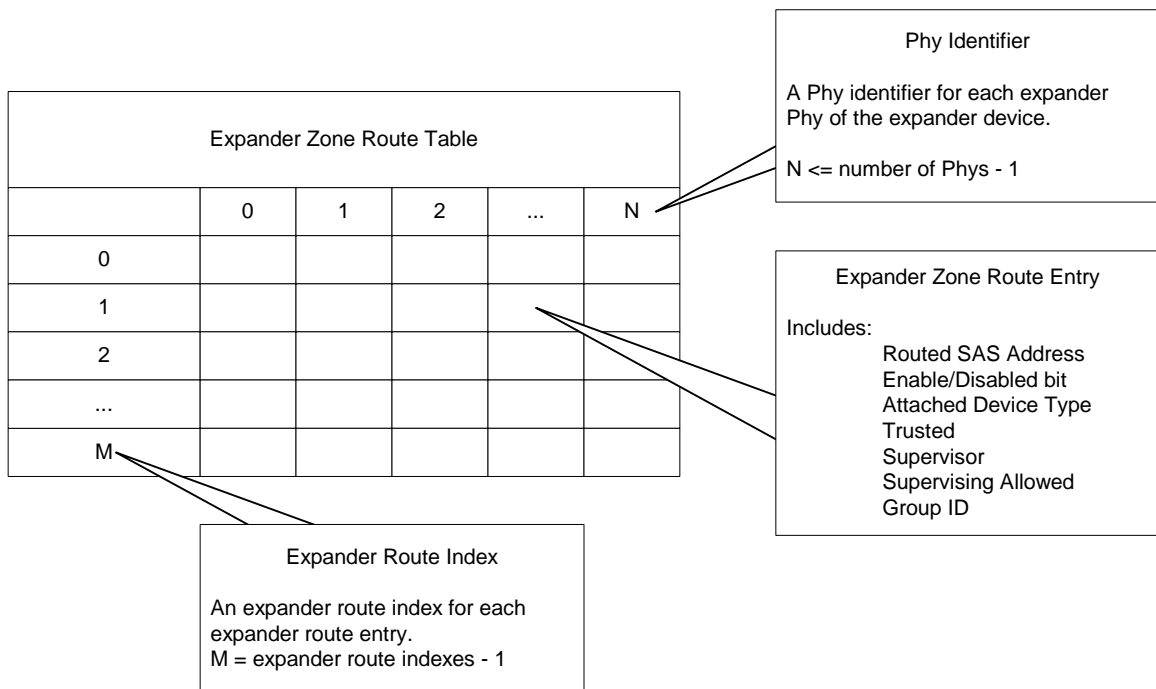 Phy Identifier
A Phy identifier for each expander
Phy of the expander device.
N <= number of Phys - 1
Expander Zone Route Table
0 1 2 ... N
0
1
2
...
M
Expander Zone Route Entry
Includes:
Routed SAS Address
Enable/Disabled bit
Attached Device Type
Trusted
Supervisor
Supervising Allowed
Group ID
Expander Route Index
An expander route index for each
expander route entry.
M = expander route indexes - 1